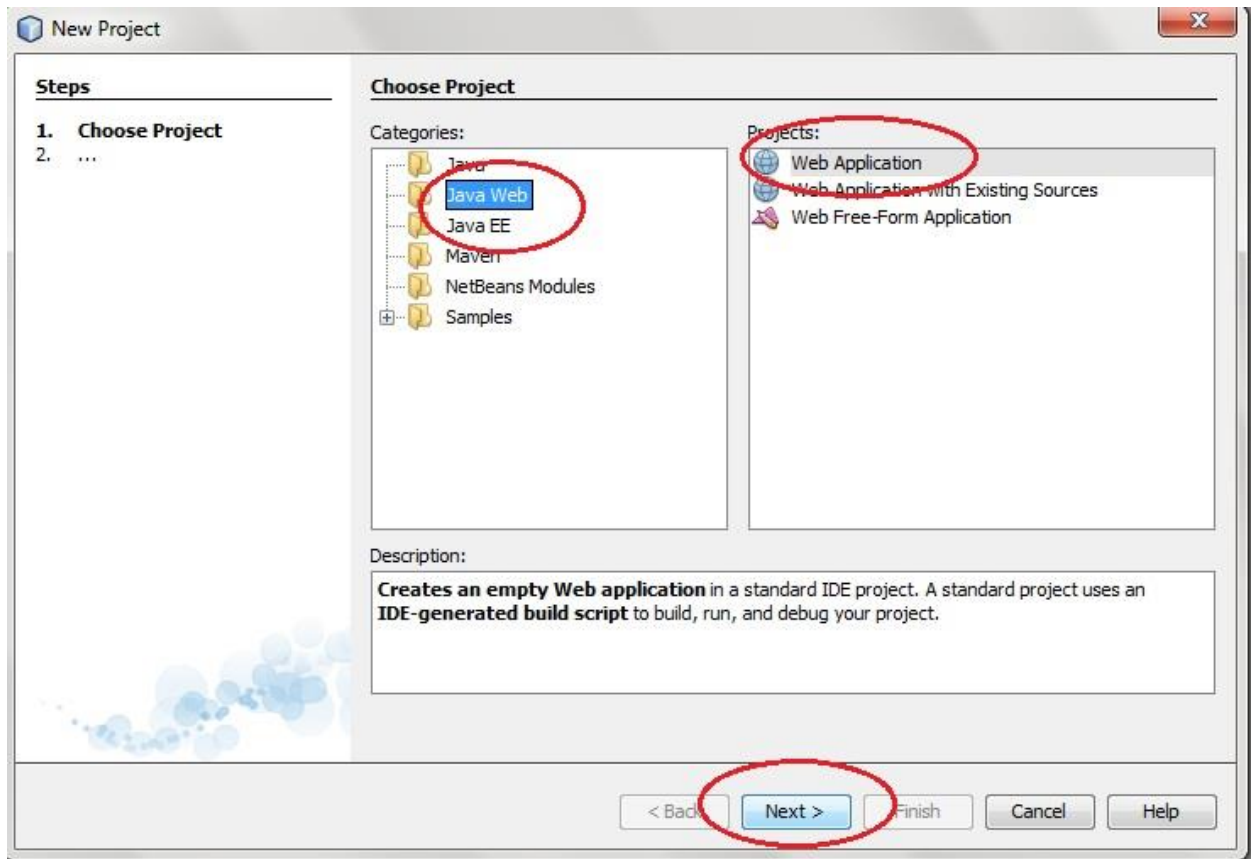 New Project
Steps
1. Choose Project
2. ...
Choose Project
Categories:
Java
Java Web
Java EE
Maven
NetBeans Modules
Samples
Projects:
Web Application
Web Application with Existing Sources
Web Free-Form Application
Description:
Creates an empty Web application in a standard IDE project. A standard project uses an
IDE-generated build script to build, run, and debug your project.
< Back
Next >
Finish
Cancel
Help